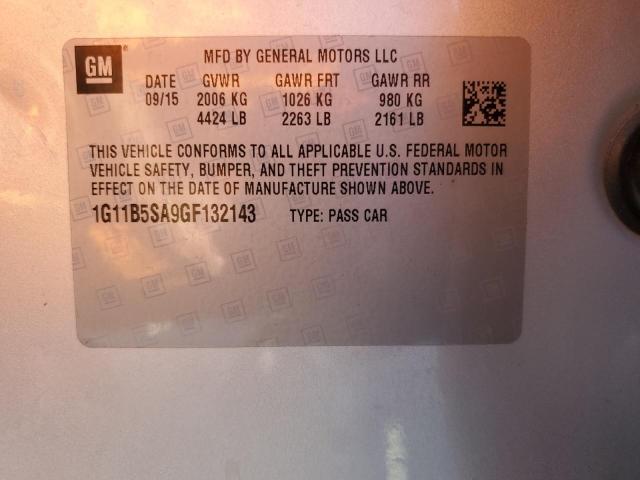 GM MFD BY GENERAL MOTORS LLC
DATE GVWR GAWR FRT GAWR RR
09/15 2006 KG 1026 KG 980 KG
4424 LB 2263 LB 2161 LB
THIS VEHICLE CONFORMS TO ALL APPLICABLE U.S. FEDERAL MOTOR
VEHICLE SAFETY, BUMPER, AND THEFT PREVENTION STANDARDS IN
EFFECT ON THE DATE OF MANUFACTURE SHOWN ABOVE.
1G11B5SA9GF132143 TYPE: PASS CAR